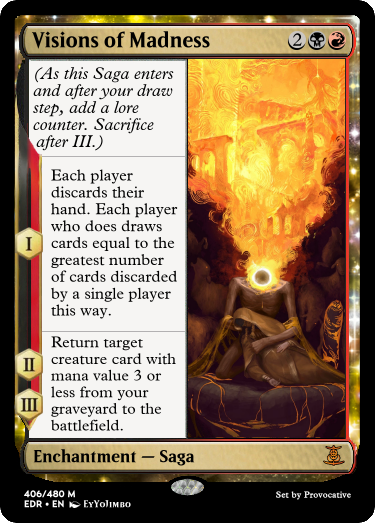 Visions of Madness 2
(As this Saga enters
and after your draw
step, add a lore
counter. Sacrifice
after III.)
I
Each player
discards their
hand. Each player
who does draws
cards equal to the
greatest number
of cards discarded
by a single player
this way.
II
III
Return target
creature card with
mana value 3 or
less from your
graveyard to the
battlefield.
Enchantment — Saga
406/480 M
EDR • EN EyYoJimbo
Set by Provocative